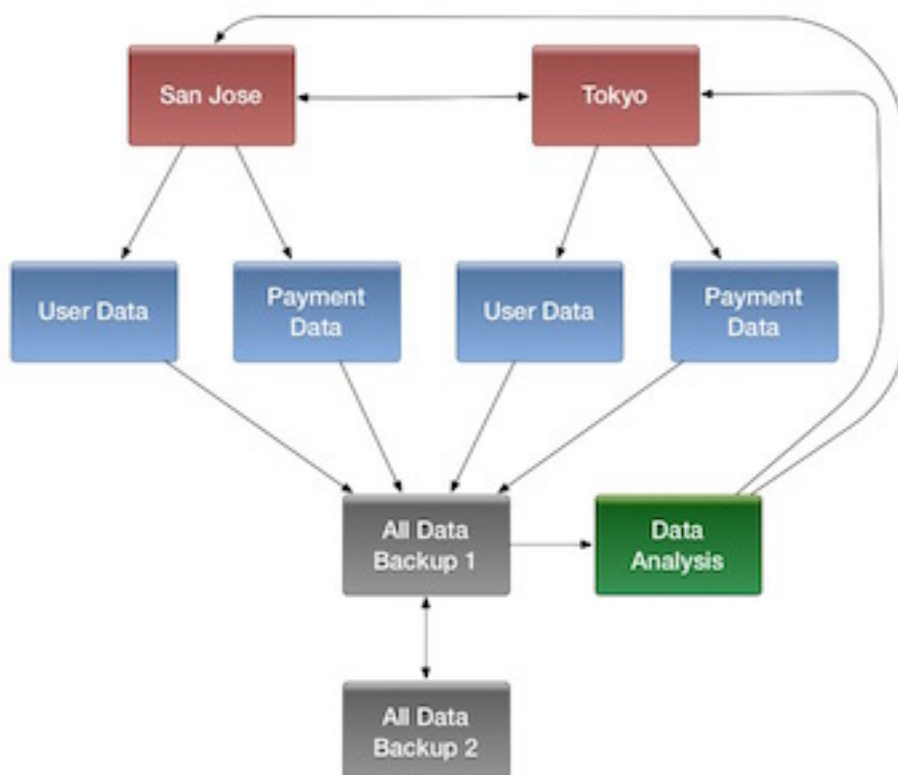 San Jose
Tokyo
User Data
Payment
Data
User Data
Payment
Data
All Data
Backup 1
Data
Analysis
All Data
Backup 2